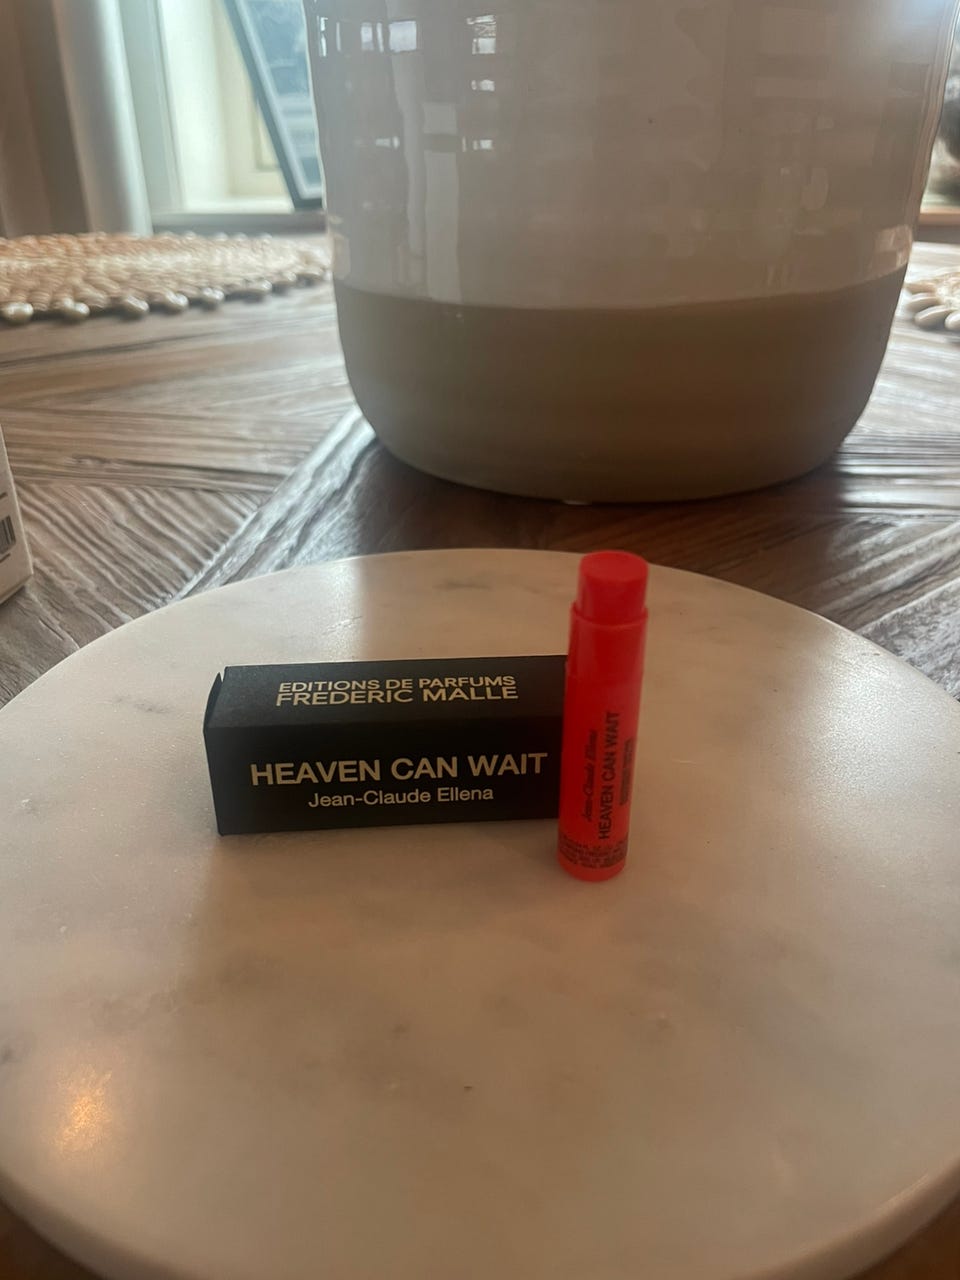 EDITIONS DE PARFUMS
FREDERIC MALLE
HEAVEN CAN WAIT
Jean-Claude Ellena
Jean-Claude Ellena
HEAVEN CAN WAIT